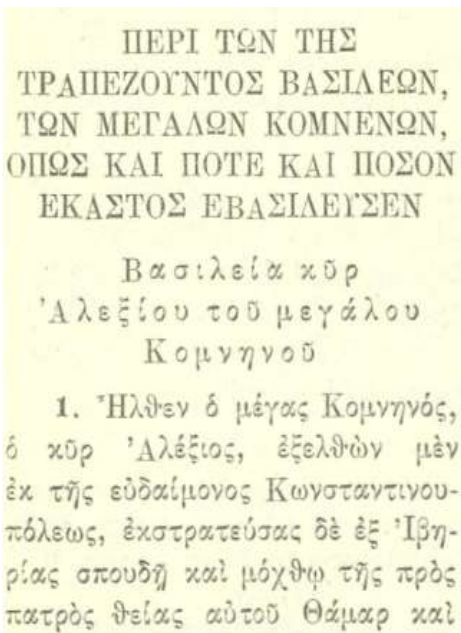 ΠΕΡΙ ΤΩΝ ΤΗΣ
ΤΡΑΠΕΖΟΥΝΤΟΣ ΒΑΣΙΛΕΩΝ,
ΤΩΝ ΜΕΓΑΛΩΝ ΚΟΜΝΕΝΩΝ,
ΟΠΩΣ ΚΑΙ ΠΟΤΕ ΚΑΙ ΠΟΣΟΝ
ΕΚΑΣΤΟΣ ΕΒΑΣΙΛΕΥΣΕΝ
Βασιλεία κῦρ
Ἀλεξίου τοῦ μεγάλου
Κομνηνοῦ
1. Ἦλθεν ὁ μέγας Κομνηνός,
ὁ κῦρ Ἀλέξιος, ἐξελθὼν μὲν
ἐκ τῆς εὐδαίμονος Κωνσταντινου-
πόλεως, ἐκστρατεύσας δὲ ἐξ Ἰβη-
ρίας σπουδῇ καὶ μόχθῳ τῆς πρὸς
πατρὸς θείας αὐτοῦ Θάμαρ καὶ